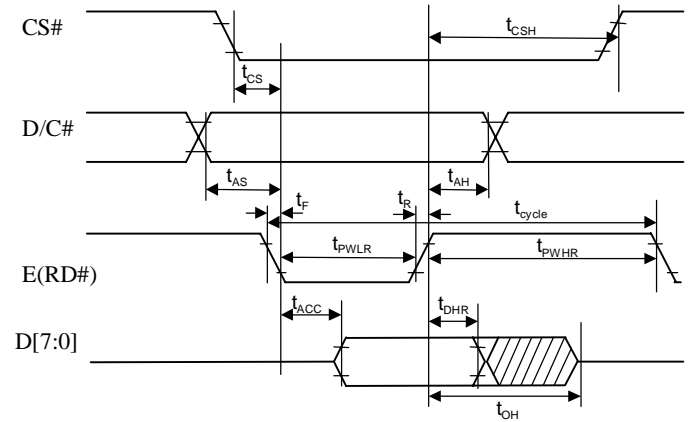 CS#
t_CSH
t_CS
D/C#
t_AS
t_AH
t_F
t_R
t_cycle
E(RD#)
t_PWLR
t_PWHR
t_ACC
t_DHR
D[7:0]
t_OH